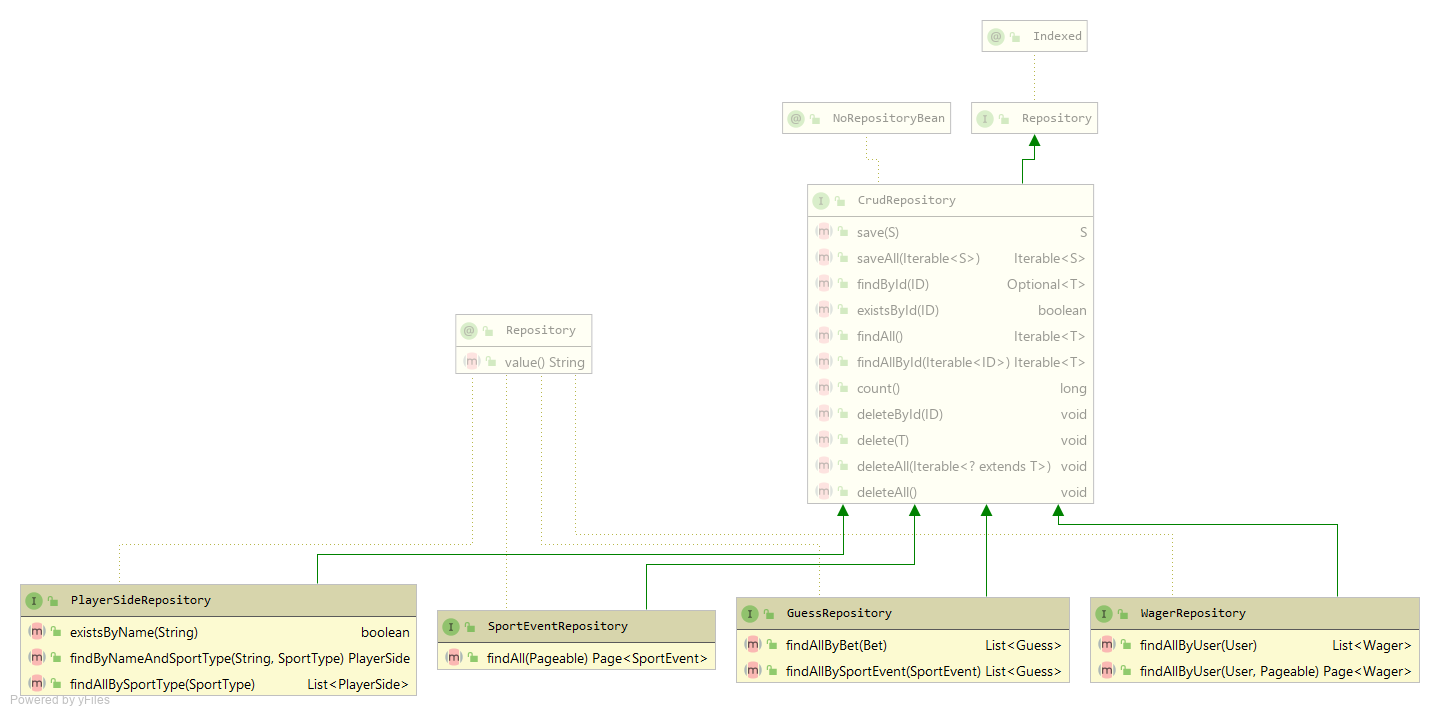 @ Indexed
@ NoRepositoryBean
I Repository
I CrudRepository
m save(S) S
m saveAll(Iterable<S>) Iterable<S>
m findById(ID) Optional<T>
m existsById(ID) boolean
m findAll() Iterable<T>
m findAllById(Iterable<ID>) Iterable<T>
m count() long
m deleteById(ID) void
m delete(T) void
m deleteAll(Iterable<? extends T>) void
m deleteAll() void
@ Repository
m value() String
I PlayerSideRepository
m existsByName(String) boolean
m findByNameAndSportType(String, SportType) PlayerSide
m findAllBySportType(SportType) List<PlayerSide>
I SportEventRepository
m findAll(Pageable) Page<SportEvent>
I GuessRepository
m findAllByBet(Bet) List<Guess>
m findAllBySportEvent(SportEvent) List<Guess>
I WagerRepository
m findAllByUser(User) List<Wager>
m findAllByUser(User, Pageable) Page<Wager>
Powered by yFiles